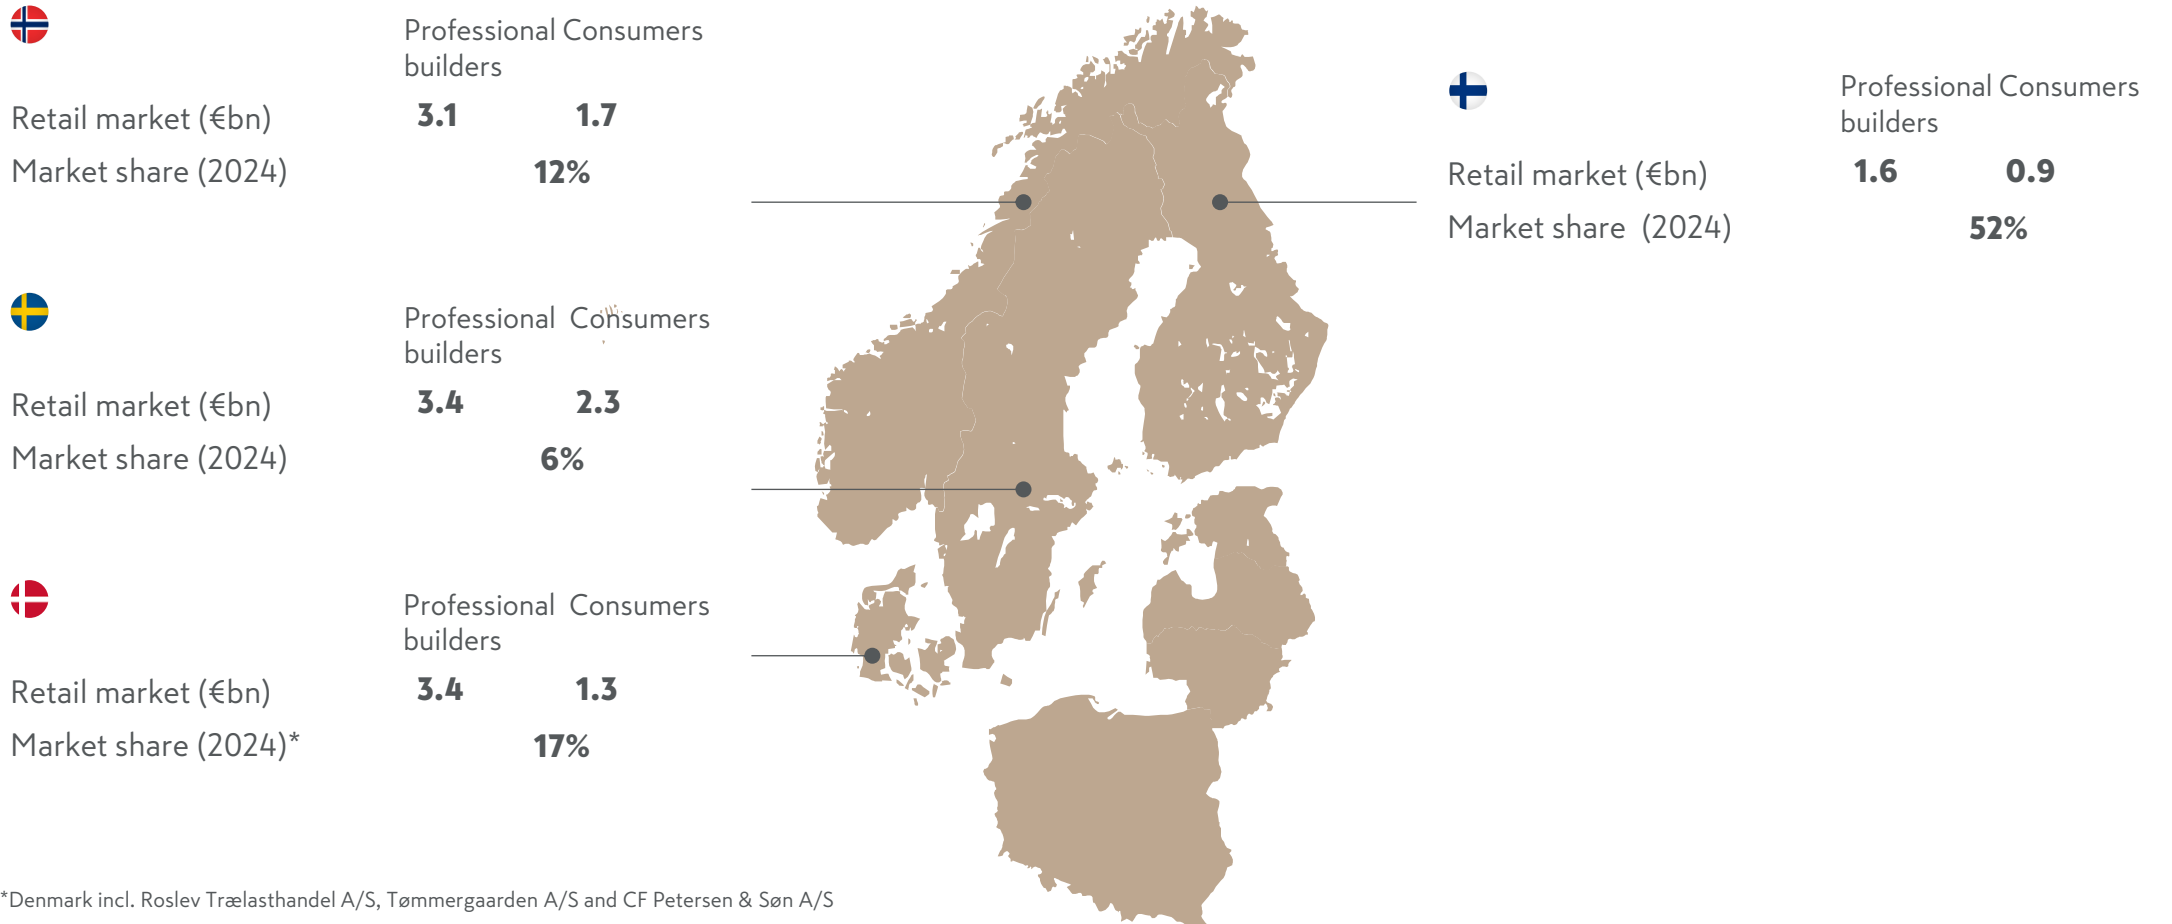 Professional Consumers
builders
Retail market (€bn) 3.1 1.7
Market share (2024) 12%
Professional Consumers
builders
Retail market (€bn) 1.6 0.9
Market share (2024) 52%
Professional Consumers
builders
Retail market (€bn) 3.4 2.3
Market share (2024) 6%
Professional Consumers
builders
Retail market (€bn) 3.4 1.3
Market share (2024)* 17%
*Denmark incl. Roslev Trælasthandel A/S, Tømmergaarden A/S and CF Petersen & Søn A/S